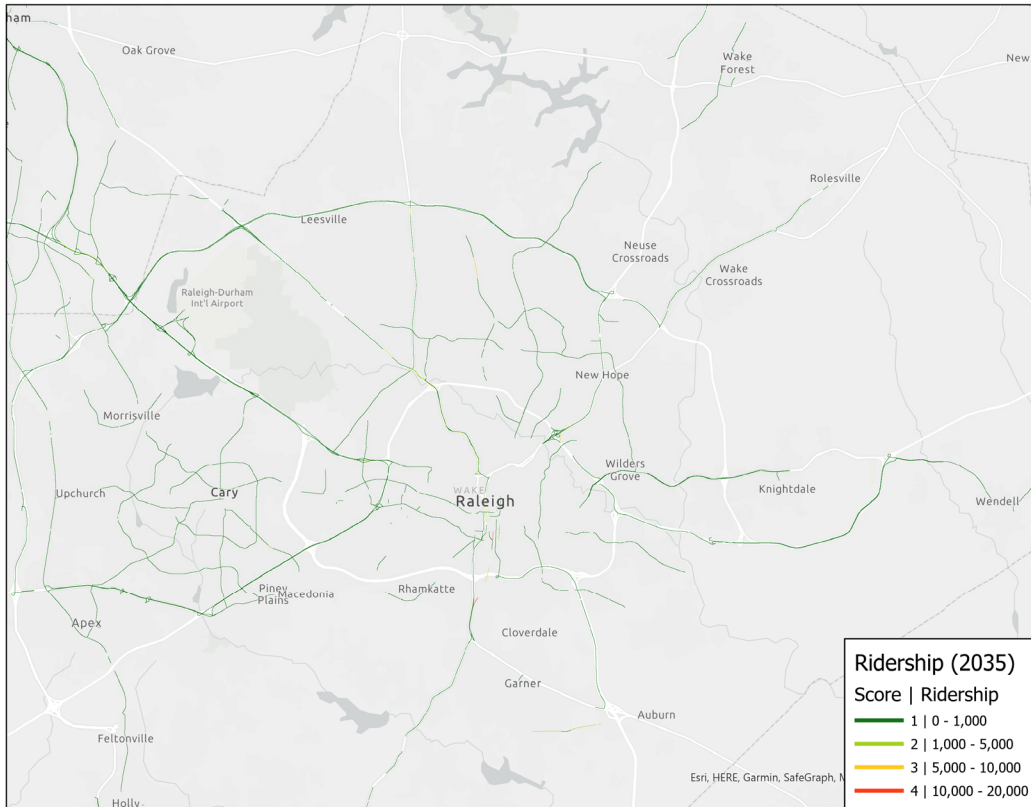 ham
Oak Grove
Wake
Forest
New
Rolesville
Leesville
Neuse
Crossroads
Wake
Crossroads
Raleigh-Durham
Int'l Airport
New Hope
Morrisville
Wilders
Grove
Upchurch
Cary
WAKE
Raleigh
Knightdale
Wendell
Piney
Plains
Macedonia
Rhamkatte
Apex
Cloverdale
Garner
Auburn
Feltonville
Holly
Ridership (2035)
Score | Ridership
1 | 0 - 1,000
2 | 1,000 - 5,000
3 | 5,000 - 10,000
4 | 10,000 - 20,000
Esri, HERE, Garmin, SafeGraph,